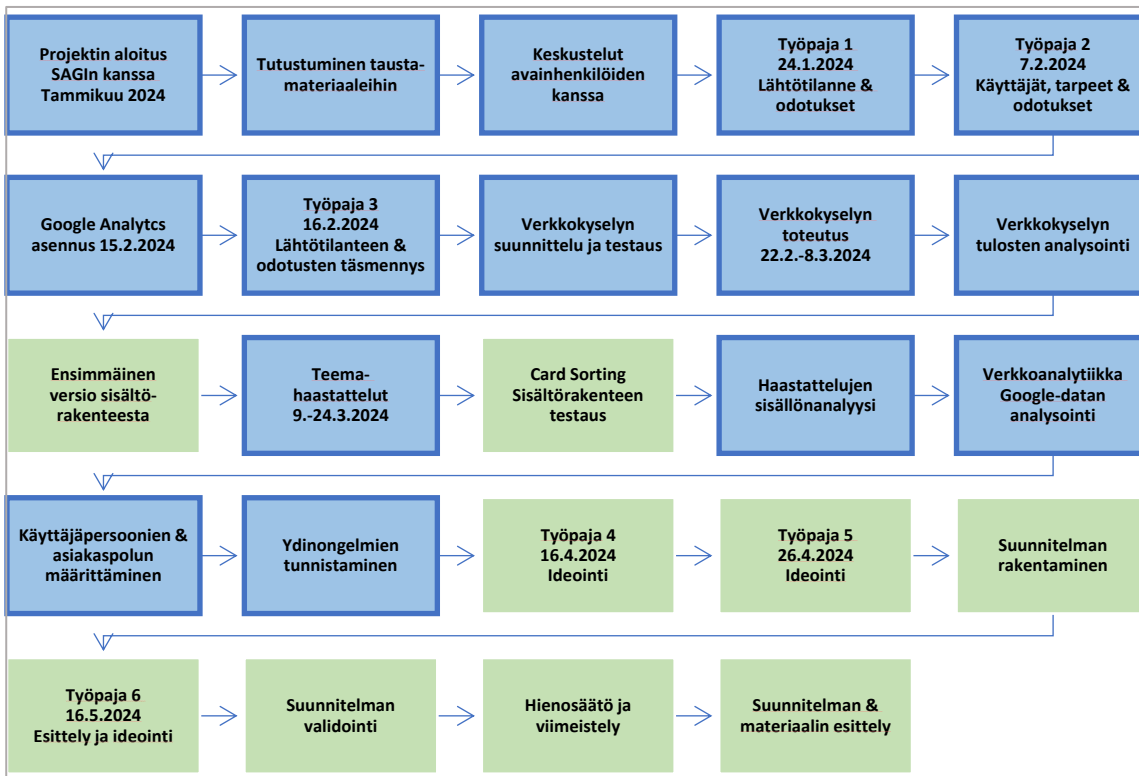 Projektin aloitus
SAGIn kanssa
Tammikuu 2024
Tutustuminen tausta-
materiaaleihin
Keskustelut
avainhenkilöiden
kanssa
Työpaja 1
24.1.2024
Lähtötilanne &
odotukset
Työpaja 2
7.2.2024
Käyttäjät, tarpeet &
odotukset
Google Analytcs
asennus 15.2.2024
Työpaja 3
16.2.2024
Lähtötilanteen &
odotusten täsmennys
Verkkokyselyn
suunnittelu ja testaus
Verkkokyselyn
toteutus
22.2.-8.3.2024
Verkkokyselyn
tulosten analysointi
Ensimmäinen
versio sisältö-
rakenteesta
Teema-
haastattelut
9.-24.3.2024
Card Sorting
Sisältörakenteen
testaus
Haastattelujen
sisällönanalyysi
Verkkoanalytiikka
Google-datan
analysointi
Käyttäjäpersoonien &
asiakaspolun
määrittäminen
Ydinongelmien
tunnistaminen
Työpaja 4
16.4.2024
Ideointi
Työpaja 5
26.4.2024
Ideointi
Suunnitelman
rakentaminen
Työpaja 6
16.5.2024
Esittely ja ideointi
Suunnitelman
validointi
Hienosäätö ja
viimeistely
Suunnitelman &
materiaalin esittely